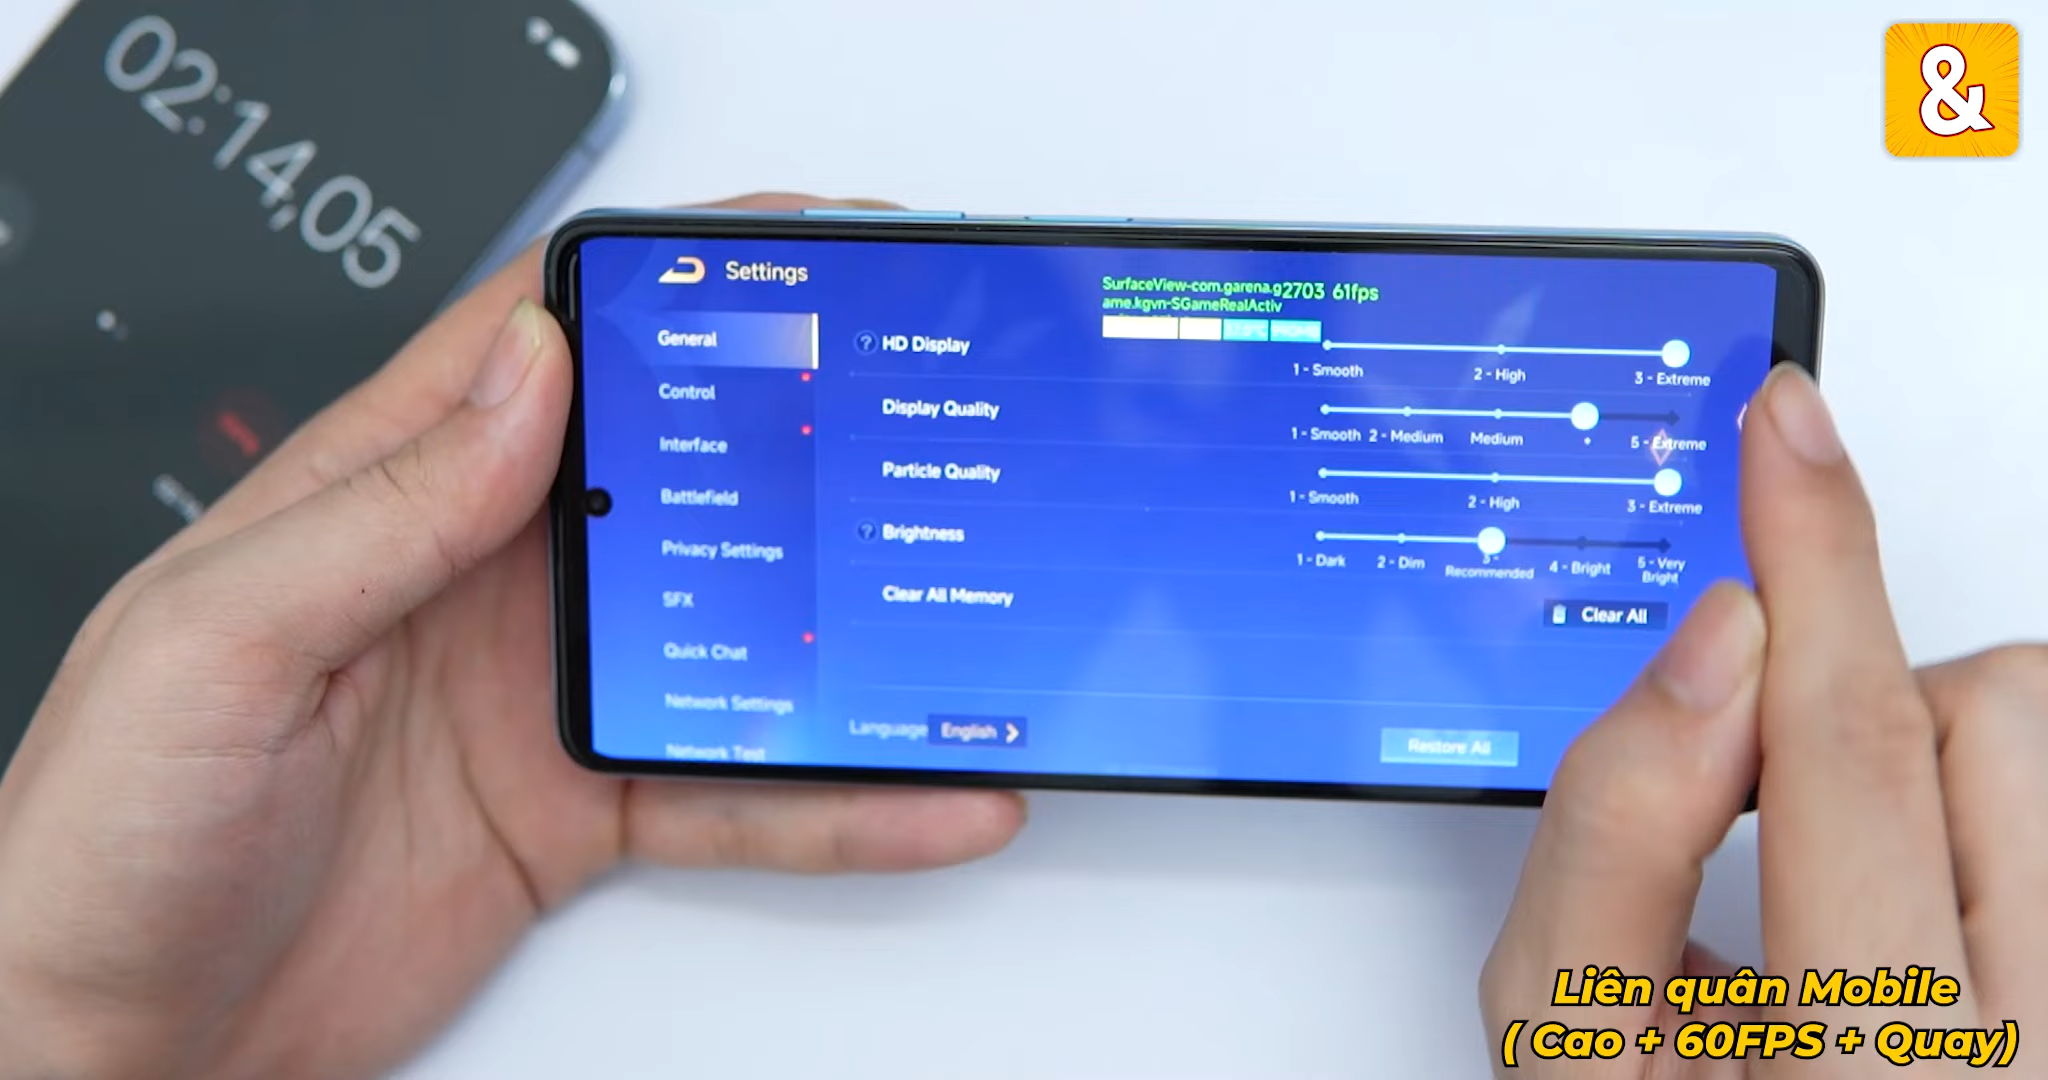 02:14,05
&
Settings
SurfaceView-com.garena.g2703 61fps
ame.kgvn-SGameRealActiv
General
HD Display
1 - Smooth
2 - High
3 - Extreme
Control
Display Quality
1 - Smooth
2 - Medium
Medium
+
5 - Extreme
Interface
Particle Quality
1 - Smooth
2 - High
3 - Extreme
Battlefield
Brightness
1 - Dark
2 - Dim
3 -
Recommended
4 - Bright
5 - Very
Bright
Privacy Settings
Clear All Memory
Clear All
SFX
Quick Chat
Network Settings
Network Test
Language English
Restore All
Liên quân Mobile
( Cao + 60FPS + Quay)